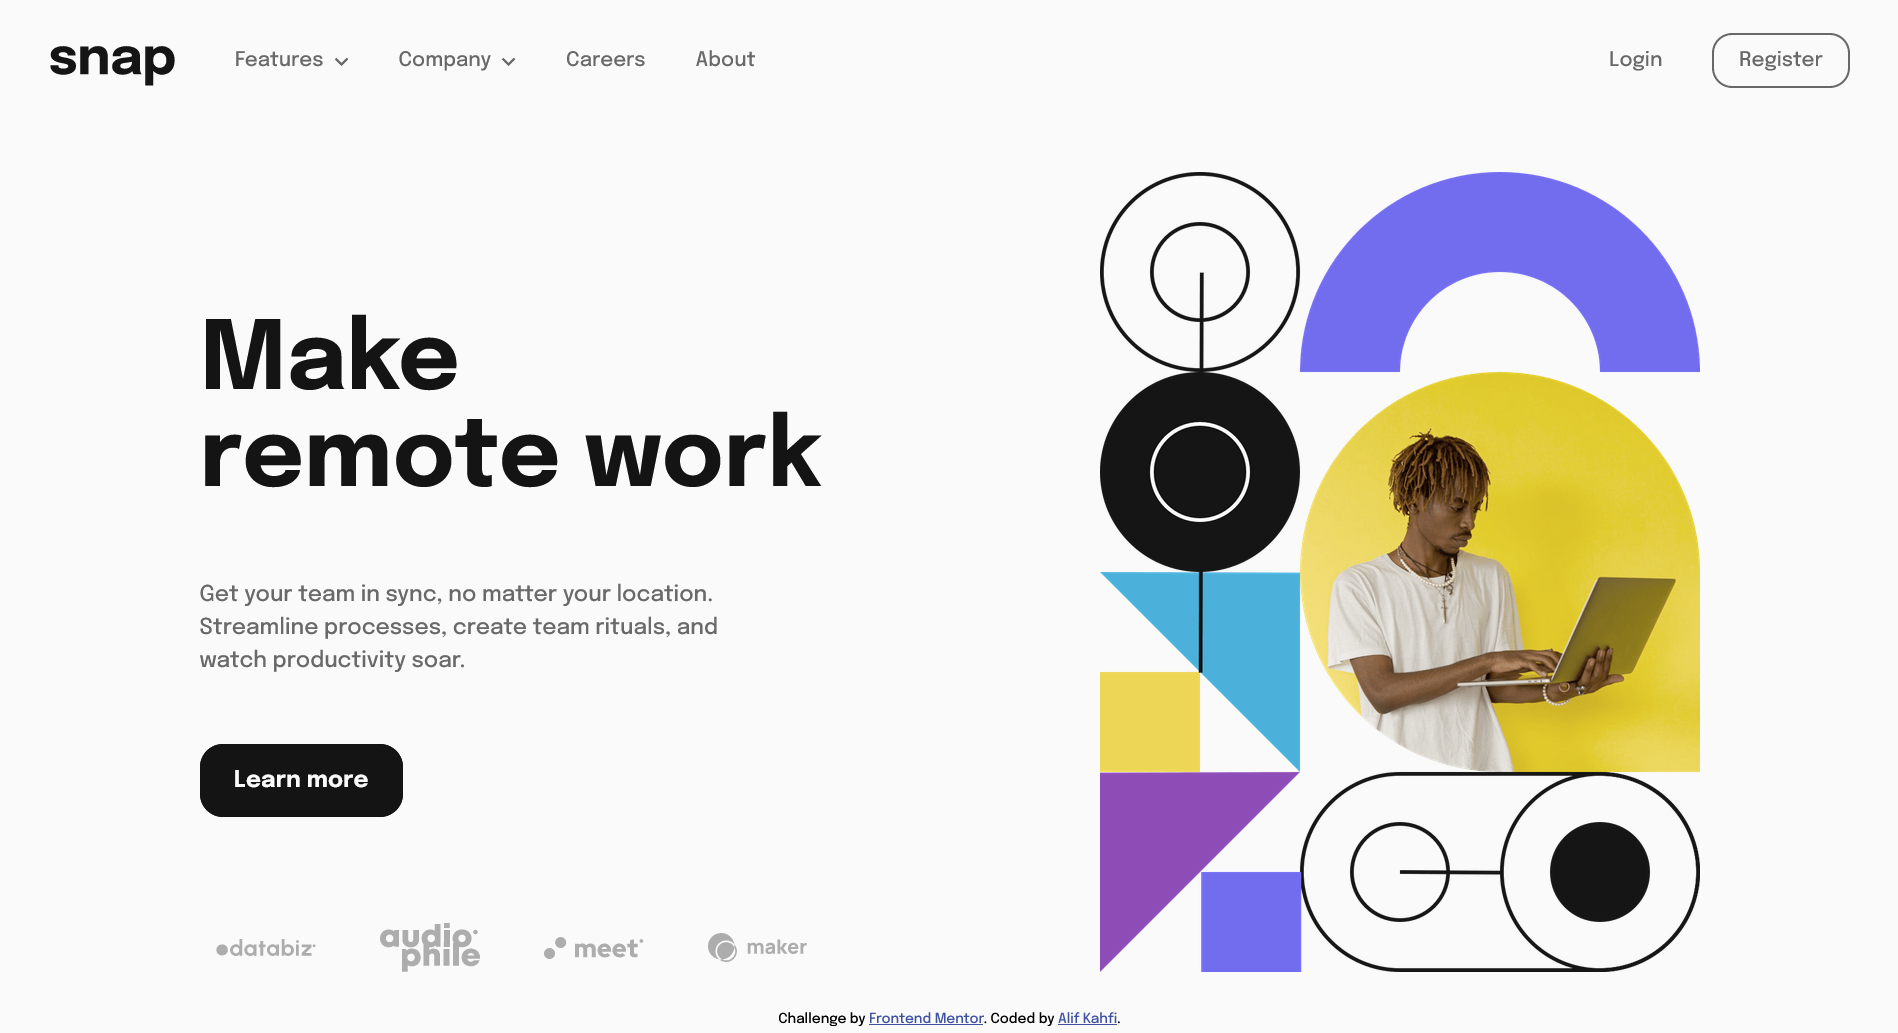 snap
Features
Company
Careers
About
Login
Register
Make
remote work
Get your team in sync, no matter your location.
Streamline processes, create team rituals, and
watch productivity soar.
Learn more
databiz
audio
phile
meet
maker
Challenge by Frontend Mentor. Coded by Alif Kahfi.